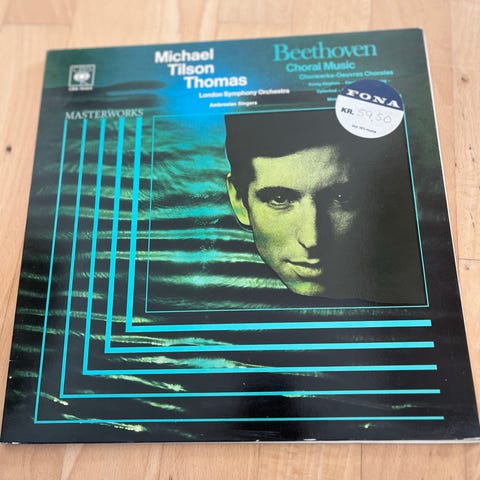 CBS
Michael
Tilson
Thomas
London Symphony Orchestra
Ambrosian Singers
Beethoven
Choral Music
Chorwerke-Oeuvres Chorales
MASTERWORKS
FONA
KR. 59,50